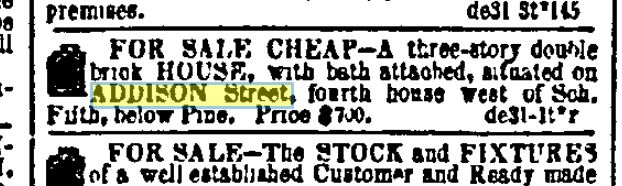 premises. de31 3t*145
FOR SALE CHEAP—A three-story double
brick HOUSE, with bath attached, situated on
ADDISON Street, fourth house west of Sch.
Fifth, below Pine. Price $700. de31-1t*r
FOR SALE—The STOCK and FIXTURES
of a well established Customer and Ready made